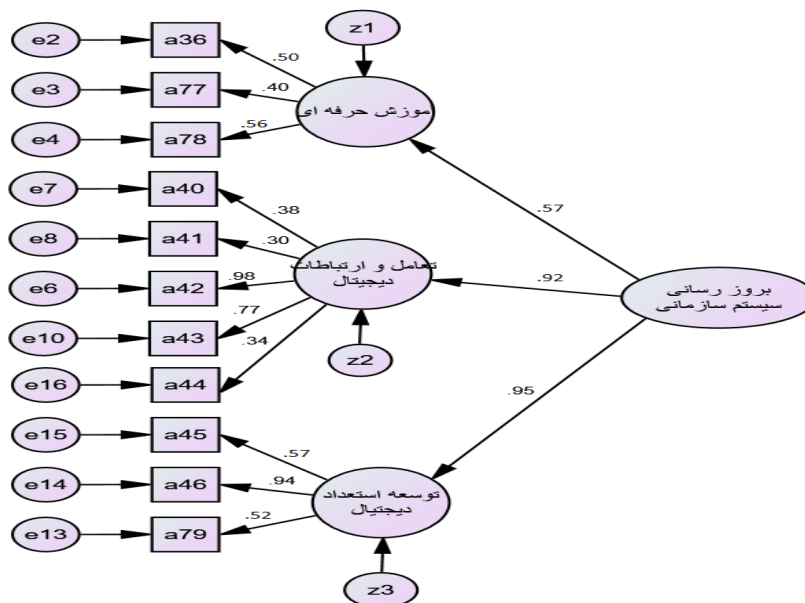 z1
e2
a36
.50
e3
a77
.40
آموزش حرفه ای
e4
a78
.56
e7
a40
.38
.57
e8
a41
.30
تعامل و ارتباطات
دیجیتال
.92
e6
a42
.98
بروز رسانی
سیستم سازمانی
e10
a43
.77
e16
a44
.34
z2
.95
e15
a45
.57
e14
a46
.94
توسعه استعداد
دیجتیال
e13
a79
.52
z3